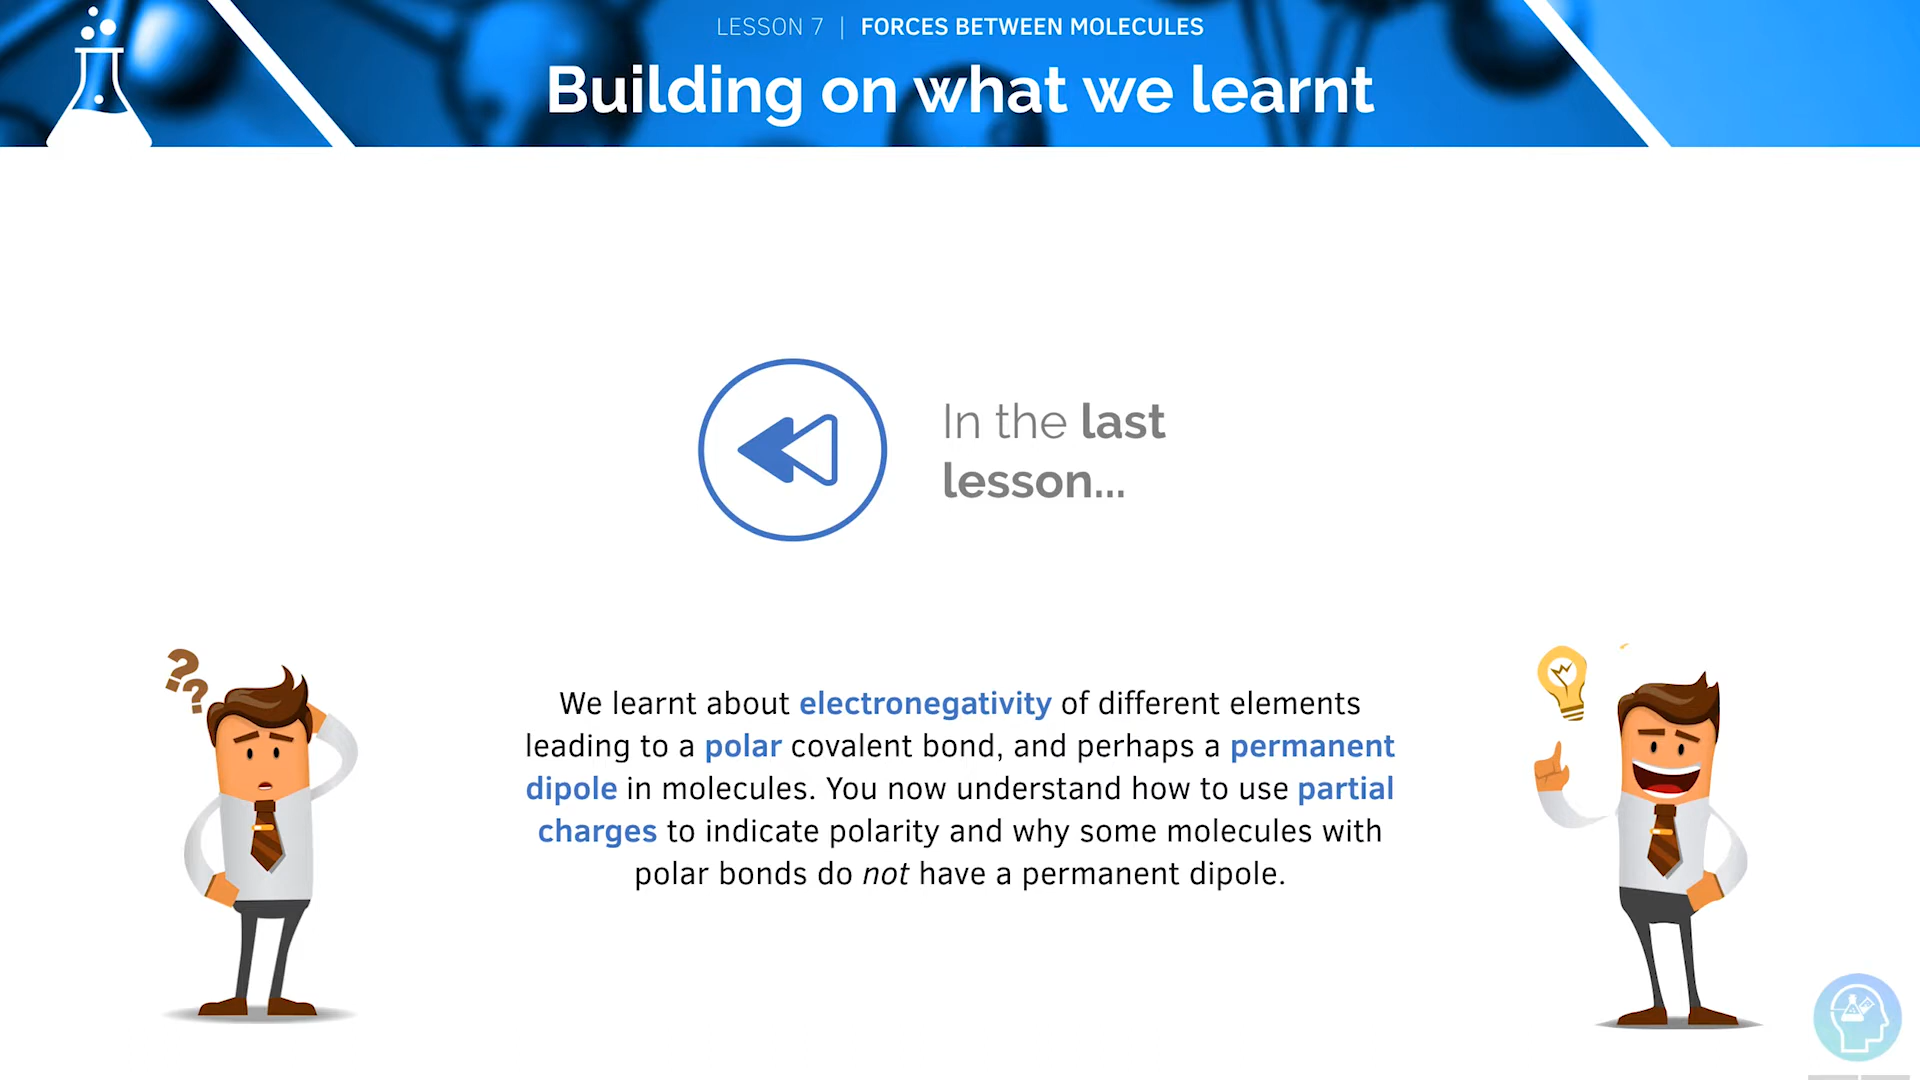 LESSON 7 | FORCES BETWEEN MOLECULES
Building on what we learnt
In the last
lesson...
??
We learnt about electronegativity of different elements
leading to a polar covalent bond, and perhaps a permanent
dipole in molecules. You now understand how to use partial
charges to indicate polarity and why some molecules with
polar bonds do not have a permanent dipole.